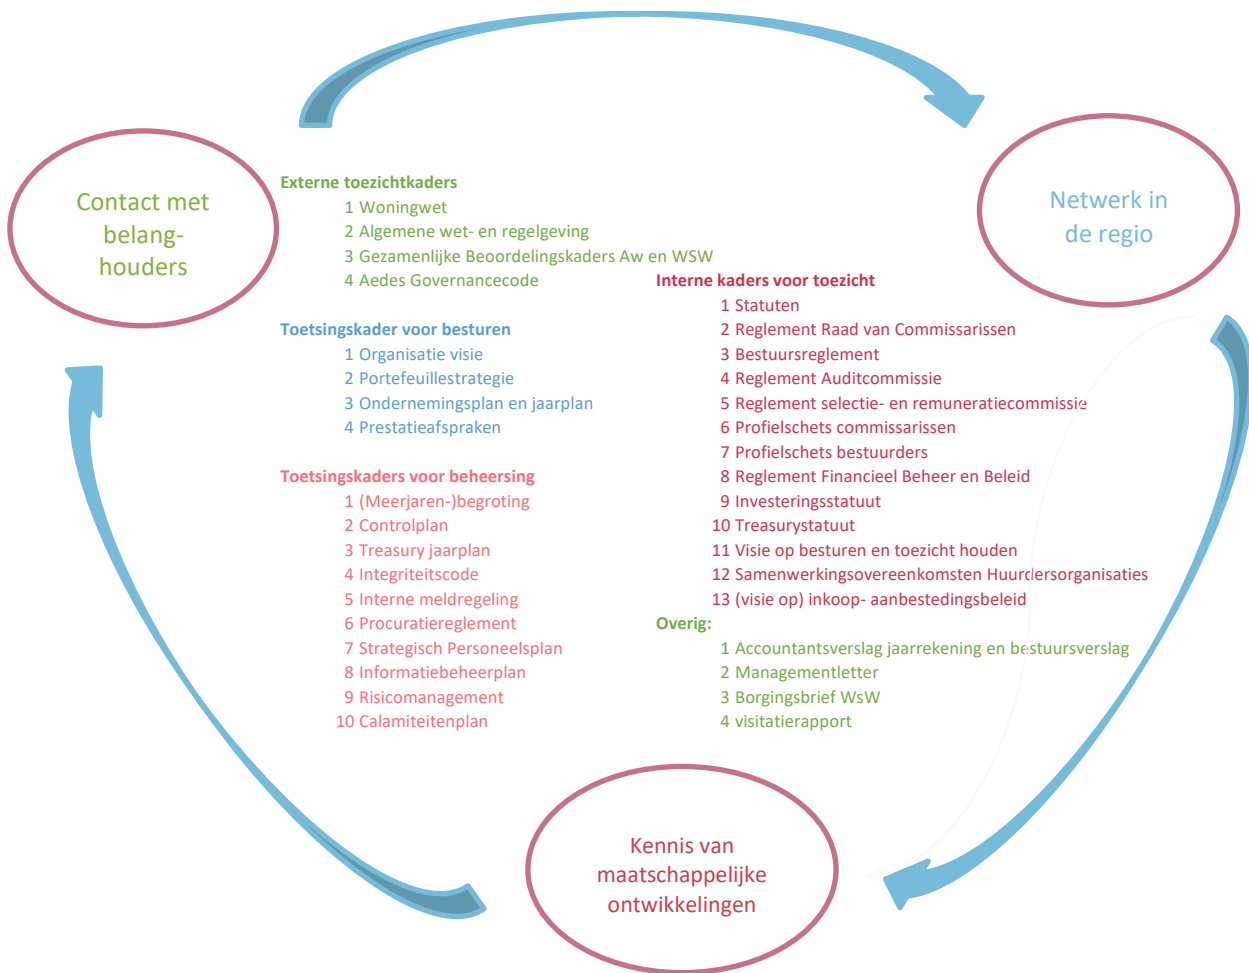 Contact met
belang-
houders
Netwerk in
de regio
Externe toezichtkaders
1 Woningwet
2 Algemene wet- en regelgeving
3 Gezamenlijke Beoordelingskaders Aw en WSW
4 Aedes Governancecode
Toetsingskader voor besturen
1 Organisatie visie
2 Portefeuillestrategie
3 Ondernemingsplan en jaarplan
4 Prestatieafspraken
Toetsingskaders voor beheersing
1 (Meerjaren-)begroting
2 Controlplan
3 Treasury jaarplan
4 Integriteitscode
5 Interne meldregeling
6 Procuratiereglement
7 Strategisch Personeelsplan
8 Informatiebeheerplan
9 Risicomanagement
10 Calamiteitenplan
Interne kaders voor toezicht
1 Statuten
2 Reglement Raad van Commissarissen
3 Bestuursreglement
4 Reglement Auditcommissie
5 Reglement selectie- en remuneratiecommissie
6 Profielschets commissarissen
7 Profielschets bestuurders
8 Reglement Financieel Beheer en Beleid
9 Investeringsstatuut
10 Treasurystatuut
11 Visie op besturen en toezicht houden
12 Samenwerkingsovereenkomsten Huurdersorganisaties
13 (visie op) inkoop- aanbestedingsbeleid
Overig:
1 Accountantsverslag jaarrekening en bestuursverslag
2 Managementletter
3 Borgingsbrief WsW
4 visitatierapport
Kennis van
maatschappelijke
ontwikkelingen